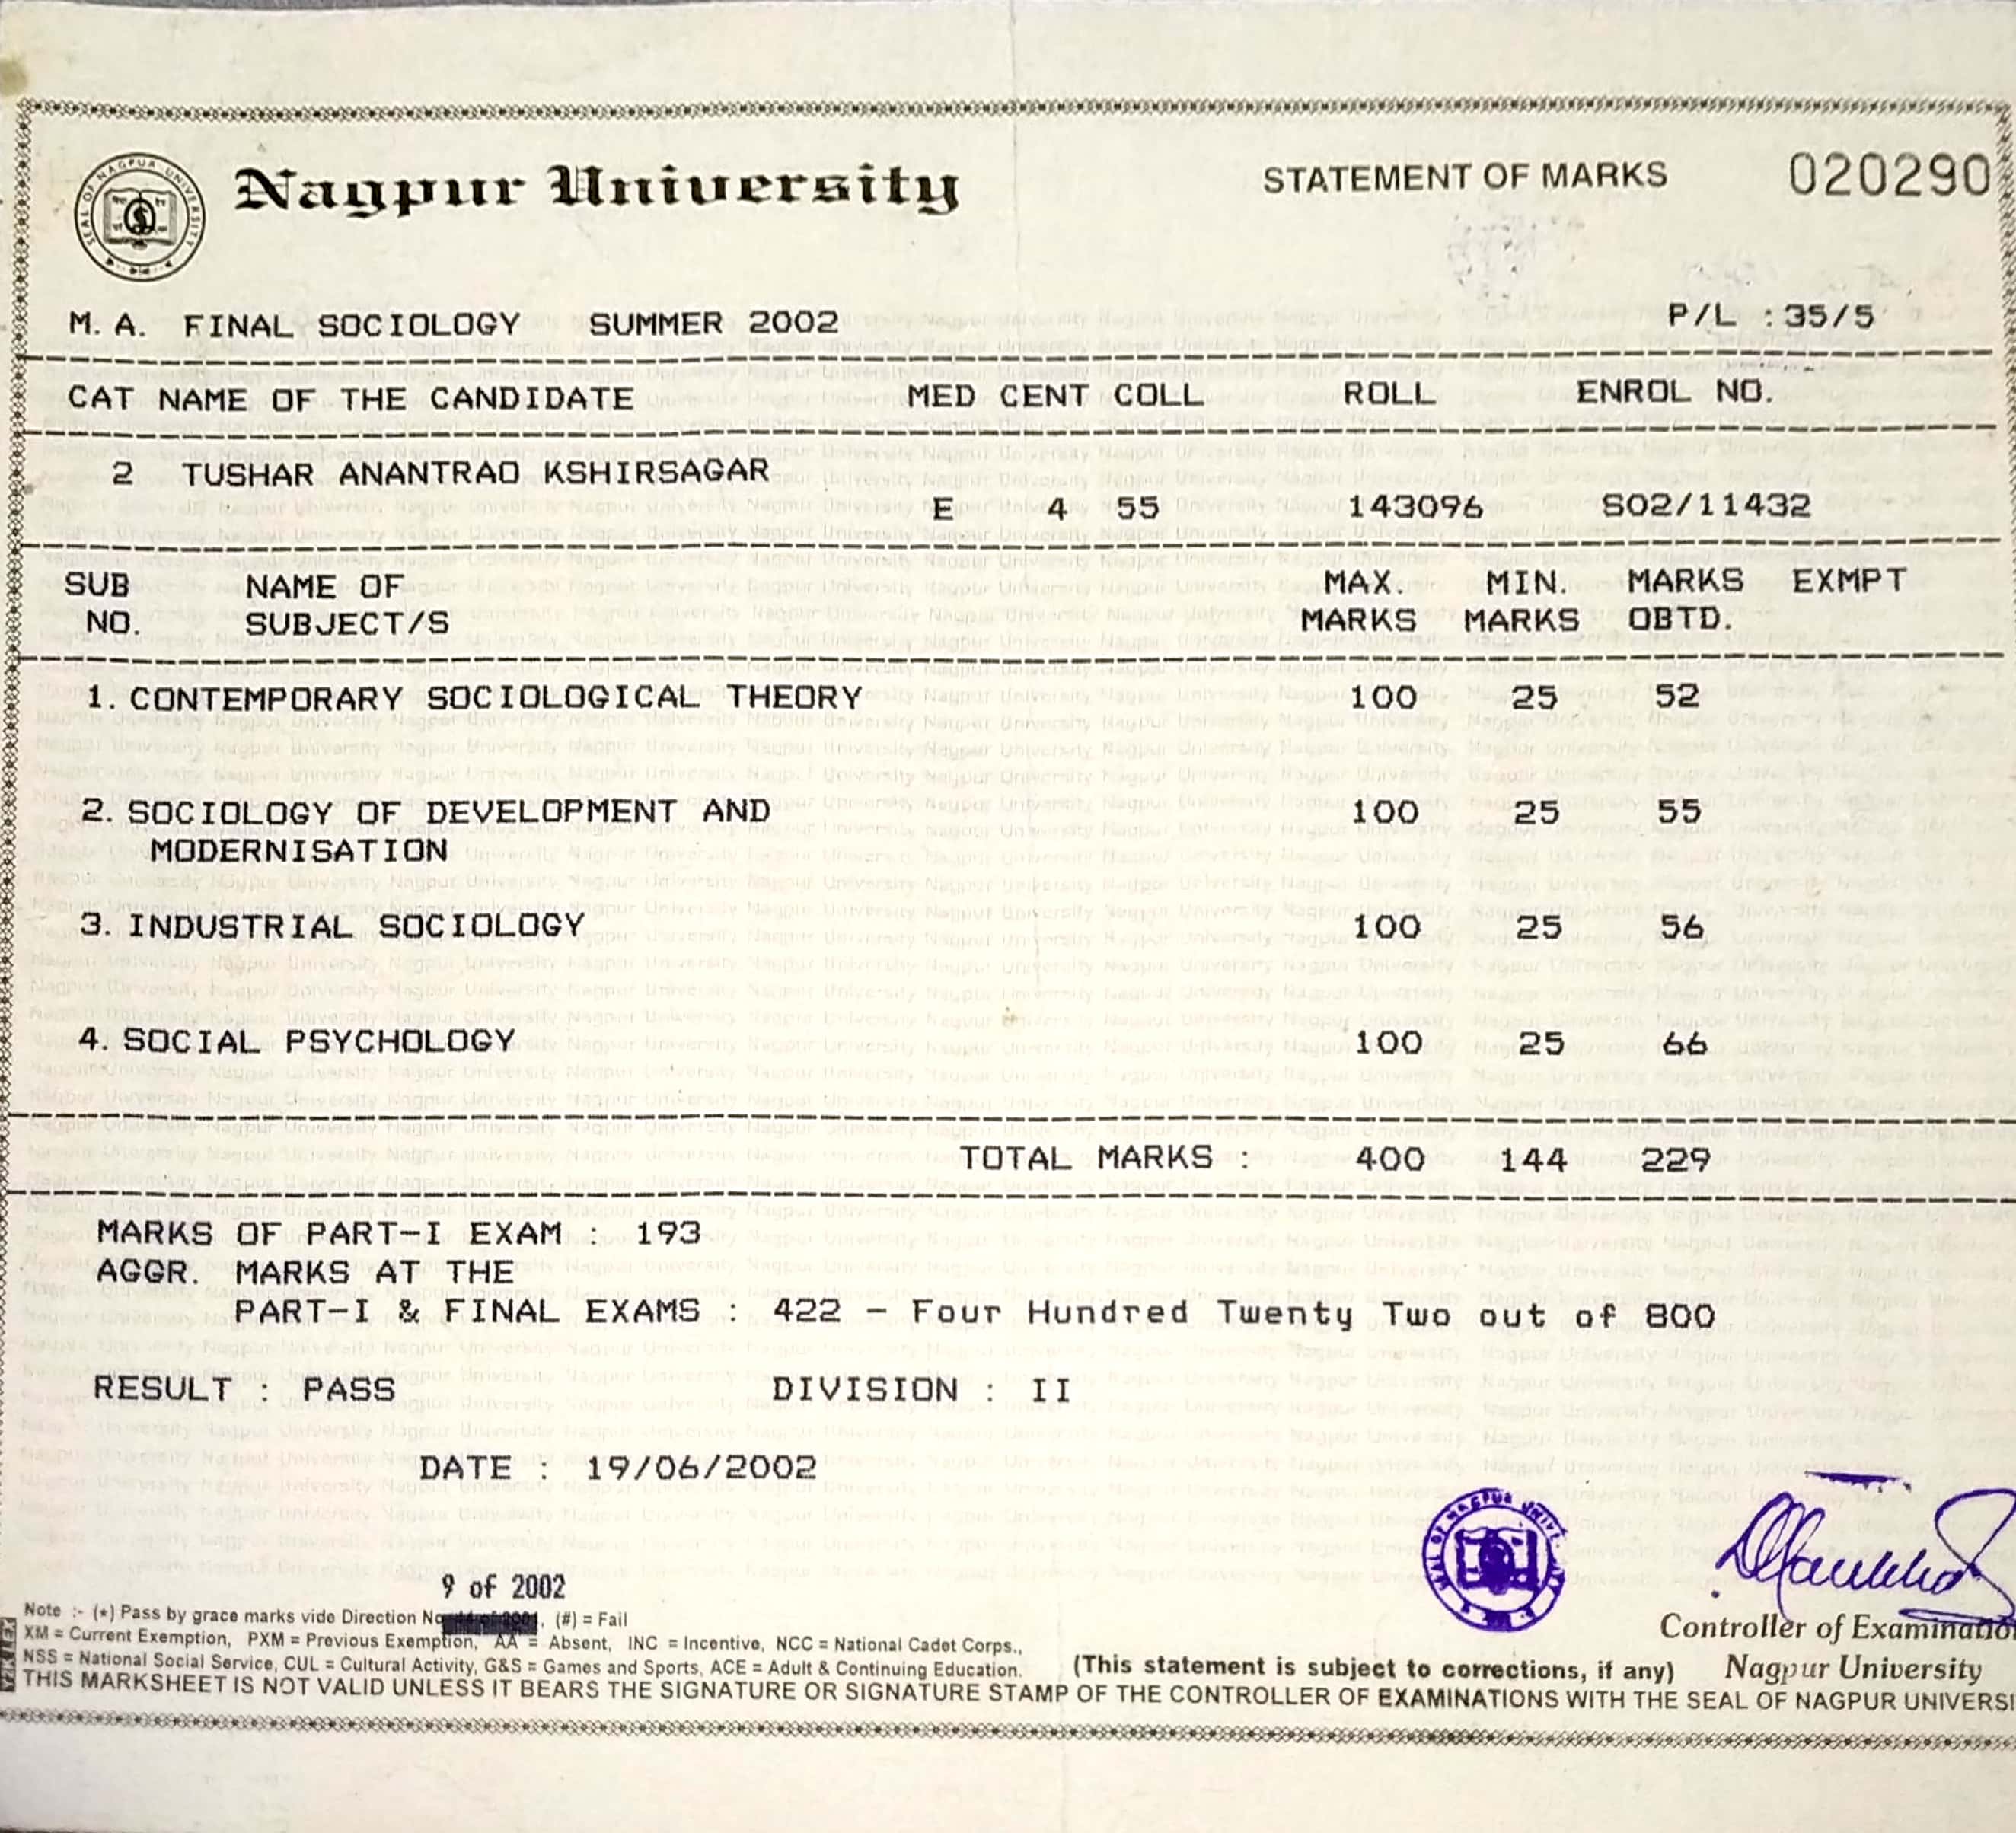 Nagpur University STATEMENT OF MARKS 020290
SEAL OF NAGPUR UNIVERSITY
M. A. FINAL SOCIOLOGY SUMMER 2002 P/L : 35/5
CAT NAME OF THE CANDIDATE MED CENT COLL ROLL ENROL NO.
2 TUSHAR ANANTRAO KSHIRSAGAR
E 4 55 143096 S02/11432
SUB NAME OF MAX. MIN. MARKS EXMPT
NO. SUBJECT/S MARKS MARKS OBTD.
1. CONTEMPORARY SOCIOLOGICAL THEORY 100 25 52
2. SOCIOLOGY OF DEVELOPMENT AND 100 25 55
MODERNISATION
3. INDUSTRIAL SOCIOLOGY 100 25 56
4. SOCIAL PSYCHOLOGY 100 25 66
TOTAL MARKS : 400 144 229
MARKS OF PART-I EXAM : 193
AGGR. MARKS AT THE
PART-I & FINAL EXAMS : 422 - Four Hundred Twenty Two out of 800
RESULT : PASS DIVISION : II
DATE : 19/06/2002
9 of 2002
Note :- (*) Pass by grace marks vide Direction No , (#) = Fail
XM = Current Exemption, PXM = Previous Exemption, AA = Absent, INC = Incentive, NCC = National Cadet Corps.,
NSS = National Social Service, CUL = Cultural Activity, G&S = Games and Sports, ACE = Adult & Continuing Education.
(This statement is subject to corrections, if any)
Controller of Examinatio
Nagpur University
THIS MARKSHEET IS NOT VALID UNLESS IT BEARS THE SIGNATURE OR SIGNATURE STAMP OF THE CONTROLLER OF EXAMINATIONS WITH THE SEAL OF NAGPUR UNIVERSI